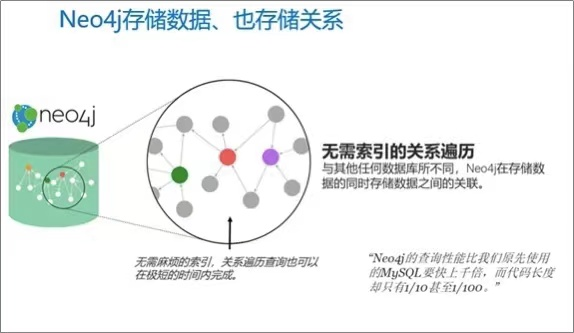 Neo4j存储数据、也存储关系
neo4j
无需索引的关系遍历
与其他任何数据库所不同，Neo4j在存储数
据的同时存储数据之间的关联。
无需麻烦的索引，关系遍历查询也可以
在极短的时间内完成。
“Neo4j的查询性能比我们原先使用
的MySQL要快上千倍，而代码长度
却只有1/10甚至1/100。”